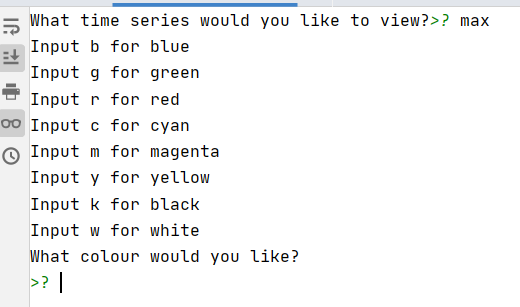 What time series would you like to view?>? max
Input b for blue
Input g for green
Input r for red
Input c for cyan
Input m for magenta
Input y for yellow
Input k for black
Input w for white
What colour would you like?
>?